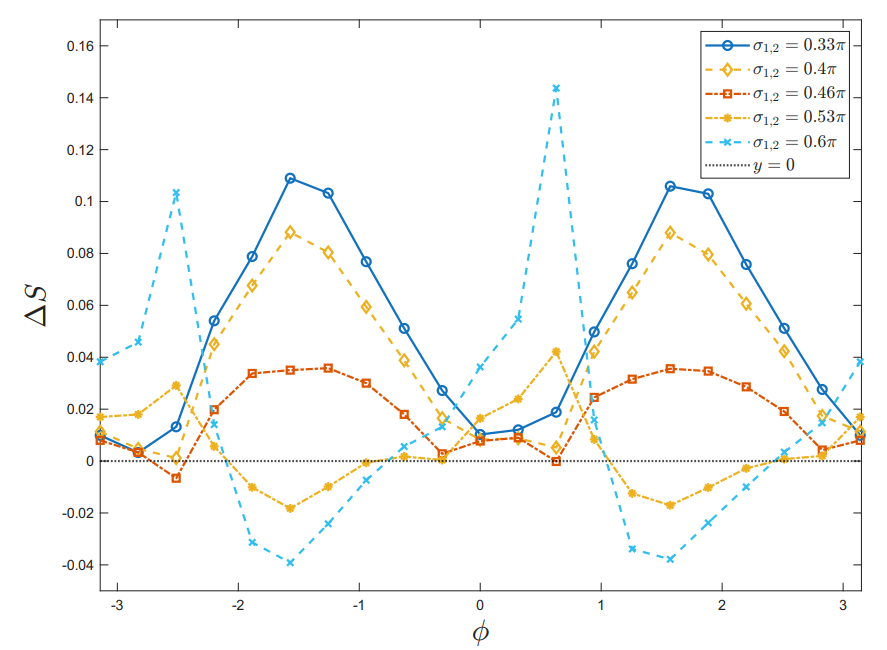 0.16
0.14
0.12
0.1
0.08
0.06
0.04
0.02
0
-0.02
-0.04
ΔS
-3
-2
-1
0
1
2
3
ϕ
σ1,2 = 0.33π
σ1,2 = 0.4π
σ1,2 = 0.46π
σ1,2 = 0.53π
σ1,2 = 0.6π
y = 0